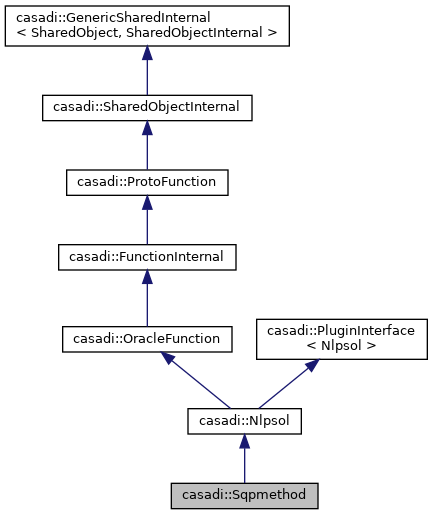 casadi::GenericSharedInternal
< SharedObject, SharedObjectInternal >
casadi::SharedObjectInternal
casadi::ProtoFunction
casadi::FunctionInternal
casadi::OracleFunction
casadi::PluginInterface
< Nlpsol >
casadi::Nlpsol
casadi::Sqpmethod